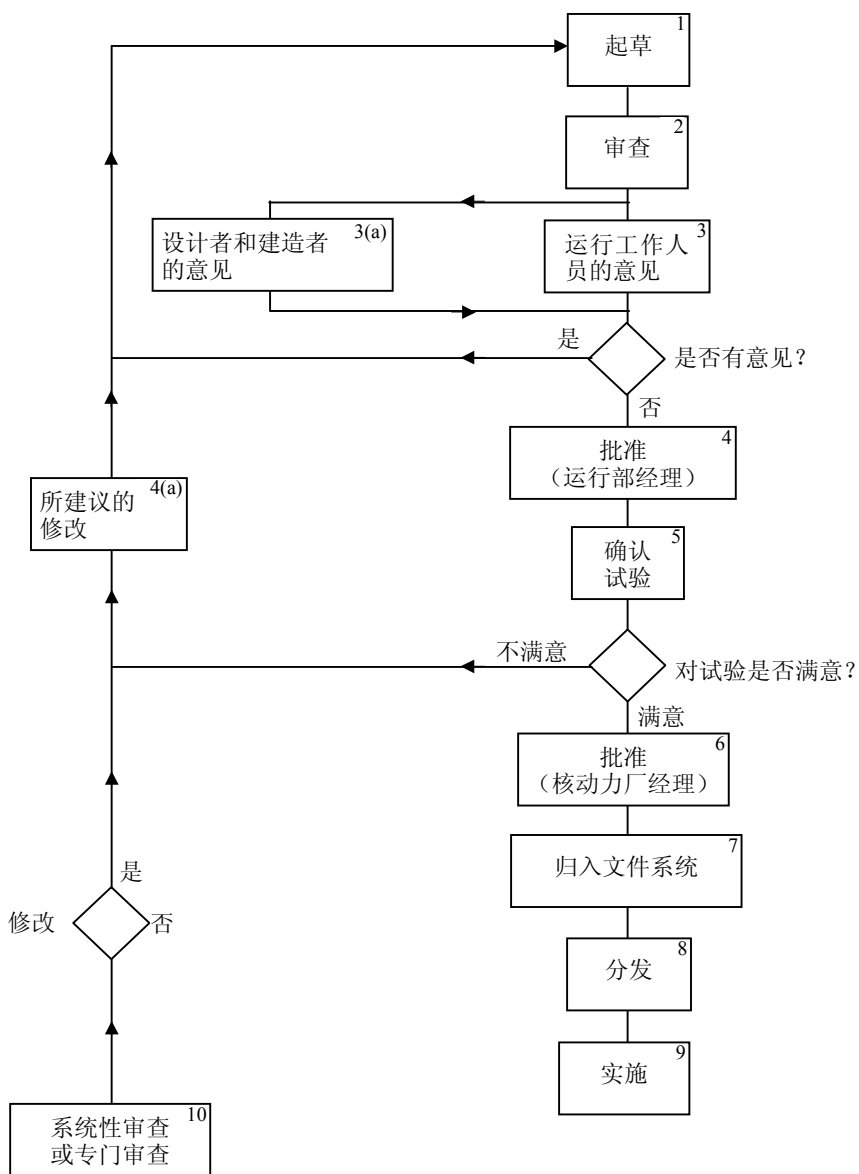 1
起草
2
审查
3(a)
设计者和建造者
的意见
3
运行工作人
员的意见
是
是否有意见？
否
4
批准
（运行部经理）
4(a)
所建议的
修改
5
确认
试验
不满意
对试验是否满意？
满意
6
批准
（核动力厂经理）
7
归入文件系统
是
修改
否
8
分发
9
实施
10
系统性审查
或专门审查